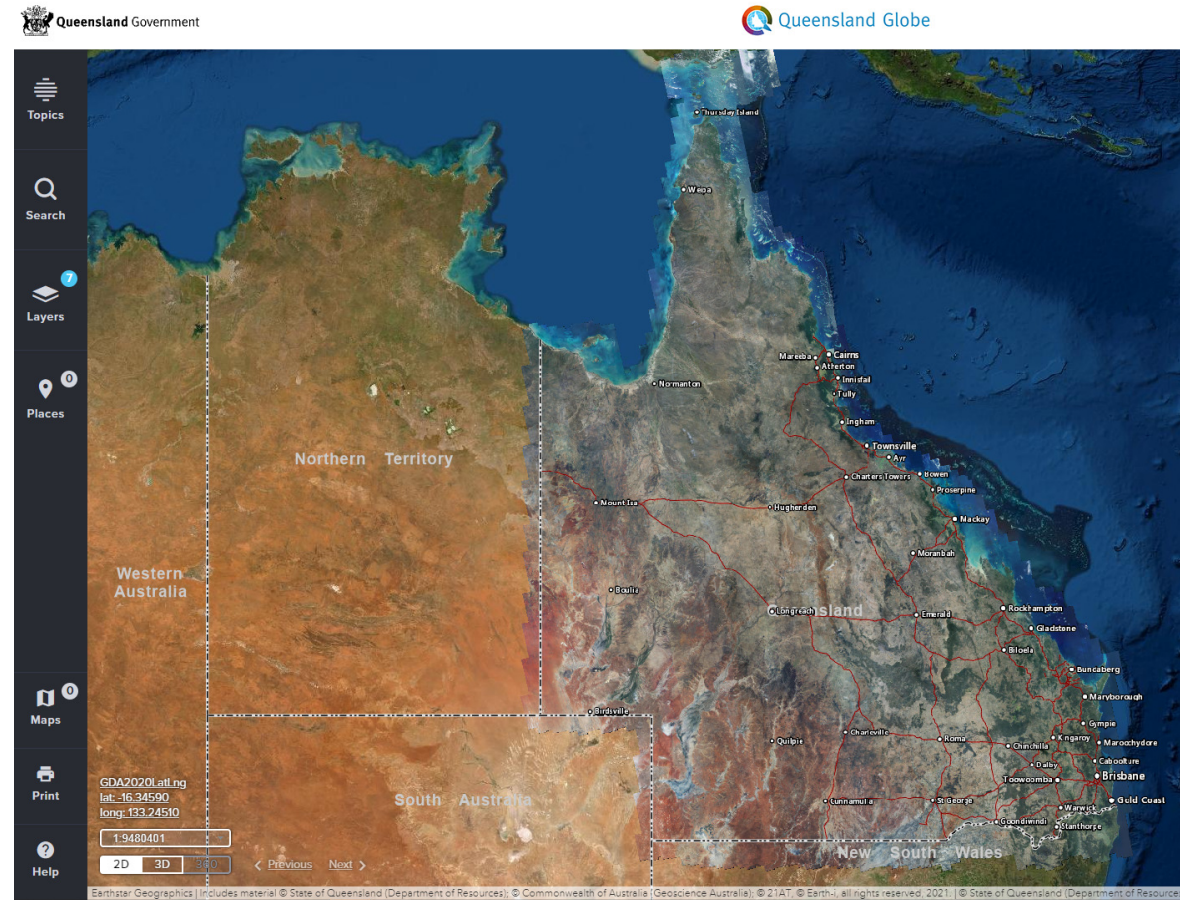 Queensland Government
Queensland Globe
Topics
Search
7
Layers
0
Places
0
Maps
Print
Help
Thursday Island
Weipa
Cairns
Mareeba
Atherton
Innisfail
Tully
Normanton
Ingham
Townsville
Ayr
Bowen
Charters Towers
Proserpine
Northern Territory
Mount Isa
Hughenden
Mackay
Moranbah
Western
Australia
Boulia
Longreach
Emerald
Rockhampton
Gladstone
Biloela
Bundaberg
Maryborough
Birdsville
Gympie
Quilpie
Charleville
Roma
Kingaroy
Maroochydore
Chinchilla
Caboolture
Dalby
Toowoomba
Brisbane
South Australia
Cunnamulla
St George
Gold Coast
Warwick
Goondiwindi
Stanthorpe
New South Wales
GDA2020LatLng
lat: -16.34590
long: 133.24510
1:9480401
2D 3D
Previous Next
Earthstar Geographics | Includes material © State of Queensland (Department of Resources); © Commonwealth of Australia (Geoscience Australia); © 21AT, © Earth-i, all rights reserved, 2021. | © State of Queensland (Department of Resource